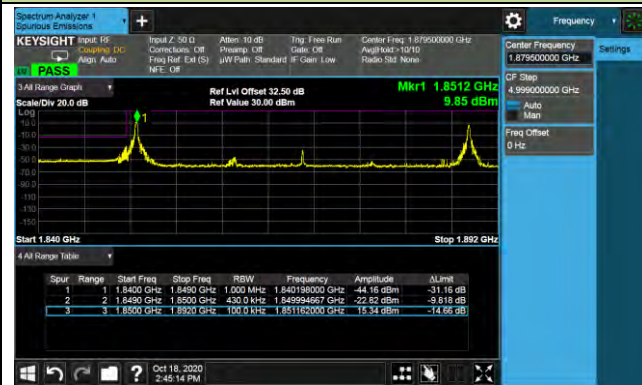 Spectrum Analyzer 1
Spurious Emissions
Frequency
KEYSIGHT Input: RF
Coupling: DC
Align: Auto
Input Z: 50 Ω
Corrections: Off
Freq Ref: Ext (S)
NFE: Off
Atten: 10 dB
Preamp: Off
µW Path: Standard
Trig: Free Run
Gate: Off
IF Gain: Low
Center Freq: 1.879500000 GHz
Avg|Hold:>10/10
Radio Std: None
PASS
Center Frequency
1.879500000 GHz
Settings
CF Step
4.999000000 GHz
Auto
Man
Freq Offset
0 Hz
3 All Range Graph
Scale/Div 20.0 dB
Ref Lvl Offset 32.50 dB
Ref Value 30.00 dBm
Mkr1 1.8512 GHz
9.85 dBm
Log
10.0
-10.0
-30.0
-50.0
-70.0
-90.0
-110
-130
-150
1
Start 1.840 GHz
Stop 1.892 GHz
4 All Range Table
Spur Range Start Freq Stop Freq RBW Frequency Amplitude ΔLimit
1 1 1.8400 GHz 1.8490 GHz 1.000 MHz 1.840198000 GHz -44.16 dBm -31.16 dB
2 2 1.8490 GHz 1.8500 GHz 430.0 kHz 1.849994667 GHz -22.82 dBm -9.818 dB
3 3 1.8500 GHz 1.8920 GHz 100.0 kHz 1.851162000 GHz 15.34 dBm -14.66 dB
Oct 18, 2020
2:45:14 PM